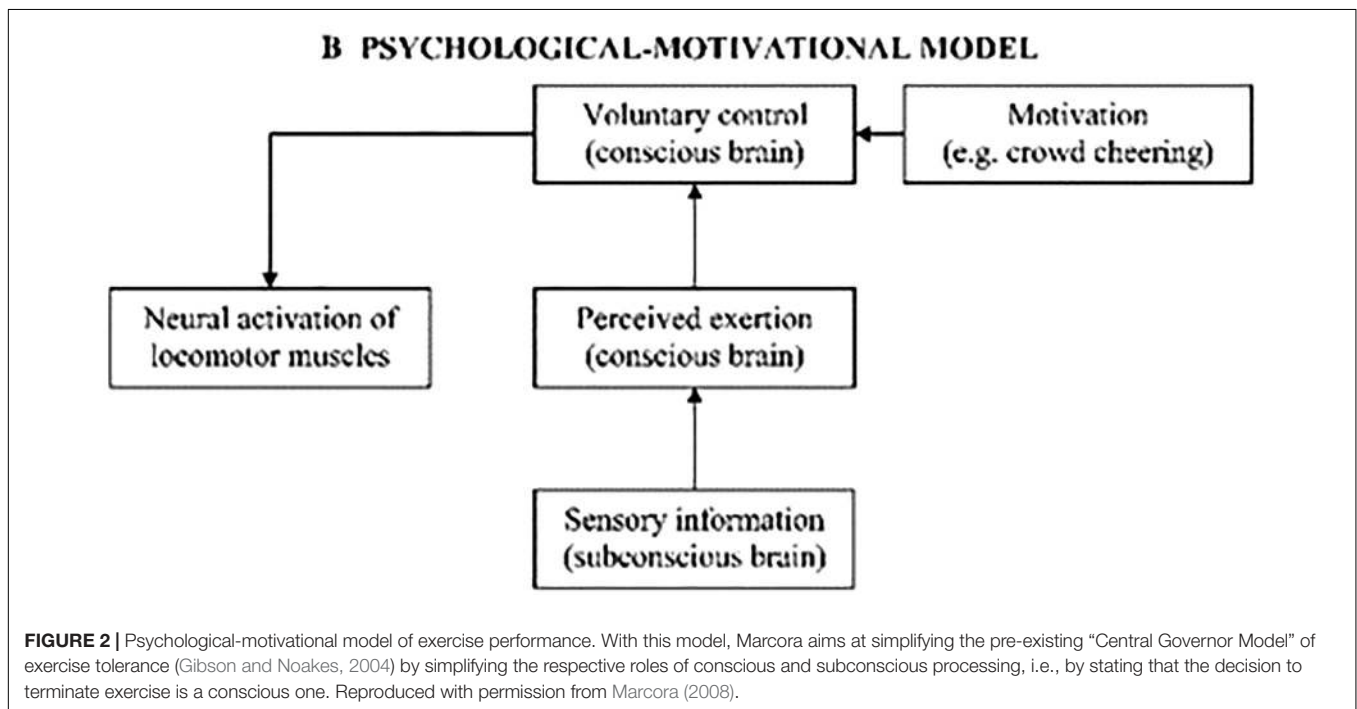 B PSYCHOLOGICAL-MOTIVATIONAL MODEL
Voluntary control
(conscious brain)
Motivation
(e.g. crowd cheering)
Neural activation of
locomotor muscles
Perceived exertion
(conscious brain)
Sensory information
(subconscious brain)
FIGURE 2 | Psychological-motivational model of exercise performance. With this model, Marcora aims at simplifying the pre-existing “Central Governor Model” of
exercise tolerance (Gibson and Noakes, 2004) by simplifying the respective roles of conscious and subconscious processing, i.e., by stating that the decision to
terminate exercise is a conscious one. Reproduced with permission from Marcora (2008).